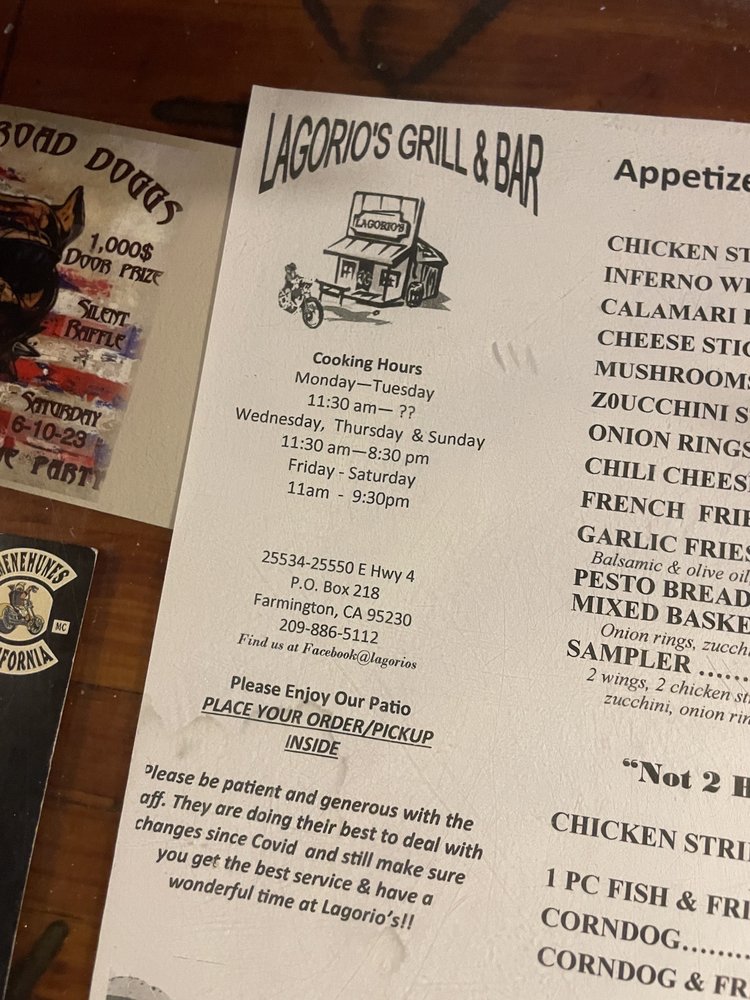 ROAD DOGGS
1,000$
DOOR PRIZE
SILENT
RAFFLE
SATURDAY
6-10-23
MENEHUNES
MC
LAGORIO'S GRILL & BAR
LAGORIO'S
Cooking Hours
Monday—Tuesday
11:30 am— ??
Wednesday, Thursday & Sunday
11:30 am—8:30 pm
Friday - Saturday
11am - 9:30pm
25534-25550 E Hwy 4
P.O. Box 218
Farmington, CA 95230
209-886-5112
Find us at Facebook@lagorios
Please Enjoy Our Patio
PLACE YOUR ORDER/PICKUP
INSIDE
Please be patient and generous with the
aff. They are doing their best to deal with
changes since Covid and still make sure
you get the best service & have a
wonderful time at Lagorio's!!
Appetize
CHICKEN ST
INFERNO WI
CALAMARI
CHEESE STIC
MUSHROOMS
Z0UCCHINI S
ONION RINGS
CHILI CHEES
FRENCH FRIE
GARLIC FRIES
Balsamic & olive oil
PESTO BREAD
MIXED BASKE
Onion rings, zuccha
SAMPLER ......
2 wings, 2 chicken st
zucchini, onion rin
“Not 2 H
CHICKEN STRI
1 PC FISH & FRI
CORNDOG.......
CORNDOG & FR